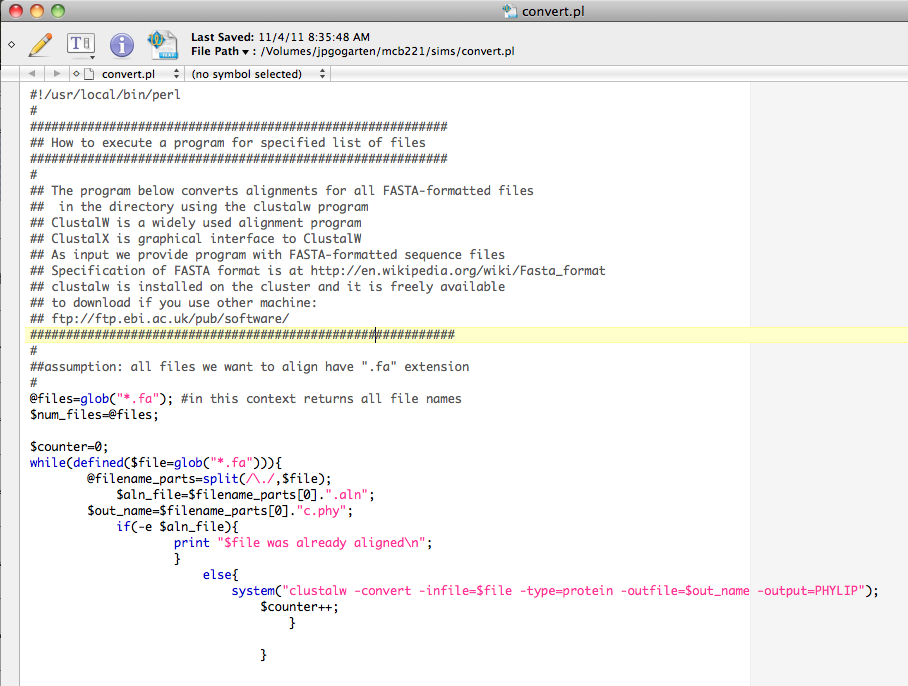 convert.pl
Last Saved: 11/4/11 8:35:48 AM
File Path ▾ : /Volumes/jpgogarten/mcb221/sims/convert.pl
convert.pl (no symbol selected)
#!/usr/local/bin/perl
#
##########################################################
## How to execute a program for specified list of files
##########################################################
#
## The program below converts alignments for all FASTA-formatted files
##  in the directory using the clustalw program
## ClustalW is a widely used alignment program
## ClustalX is graphical interface to ClustalW
## As input we provide program with FASTA-formatted sequence files
## Specification of FASTA format is at http://en.wikipedia.org/wiki/Fasta_format
## clustalw is installed on the cluster and it is freely available
## to download if you use other machine:
## ftp://ftp.ebi.ac.uk/pub/software/
###########################################################
#
##assumption: all files we want to align have ".fa" extension
#
@files=glob("*.fa"); #in this context returns all file names
$num_files=@files;
$counter=0;
while(defined($file=glob("*.fa"))){
        @filename_parts=split(/\./,$file);
            $aln_file=$filename_parts[0].".aln";
        $out_name=$filename_parts[0]."c.phy";
            if(-e $aln_file){
                    print "$file was already aligned\n";
                    }
                        else{
                            system("clustalw -convert -infile=$file -type=protein -outfile=$out_name -output=PHYLIP");
                                $counter++;
                                    }
                                }